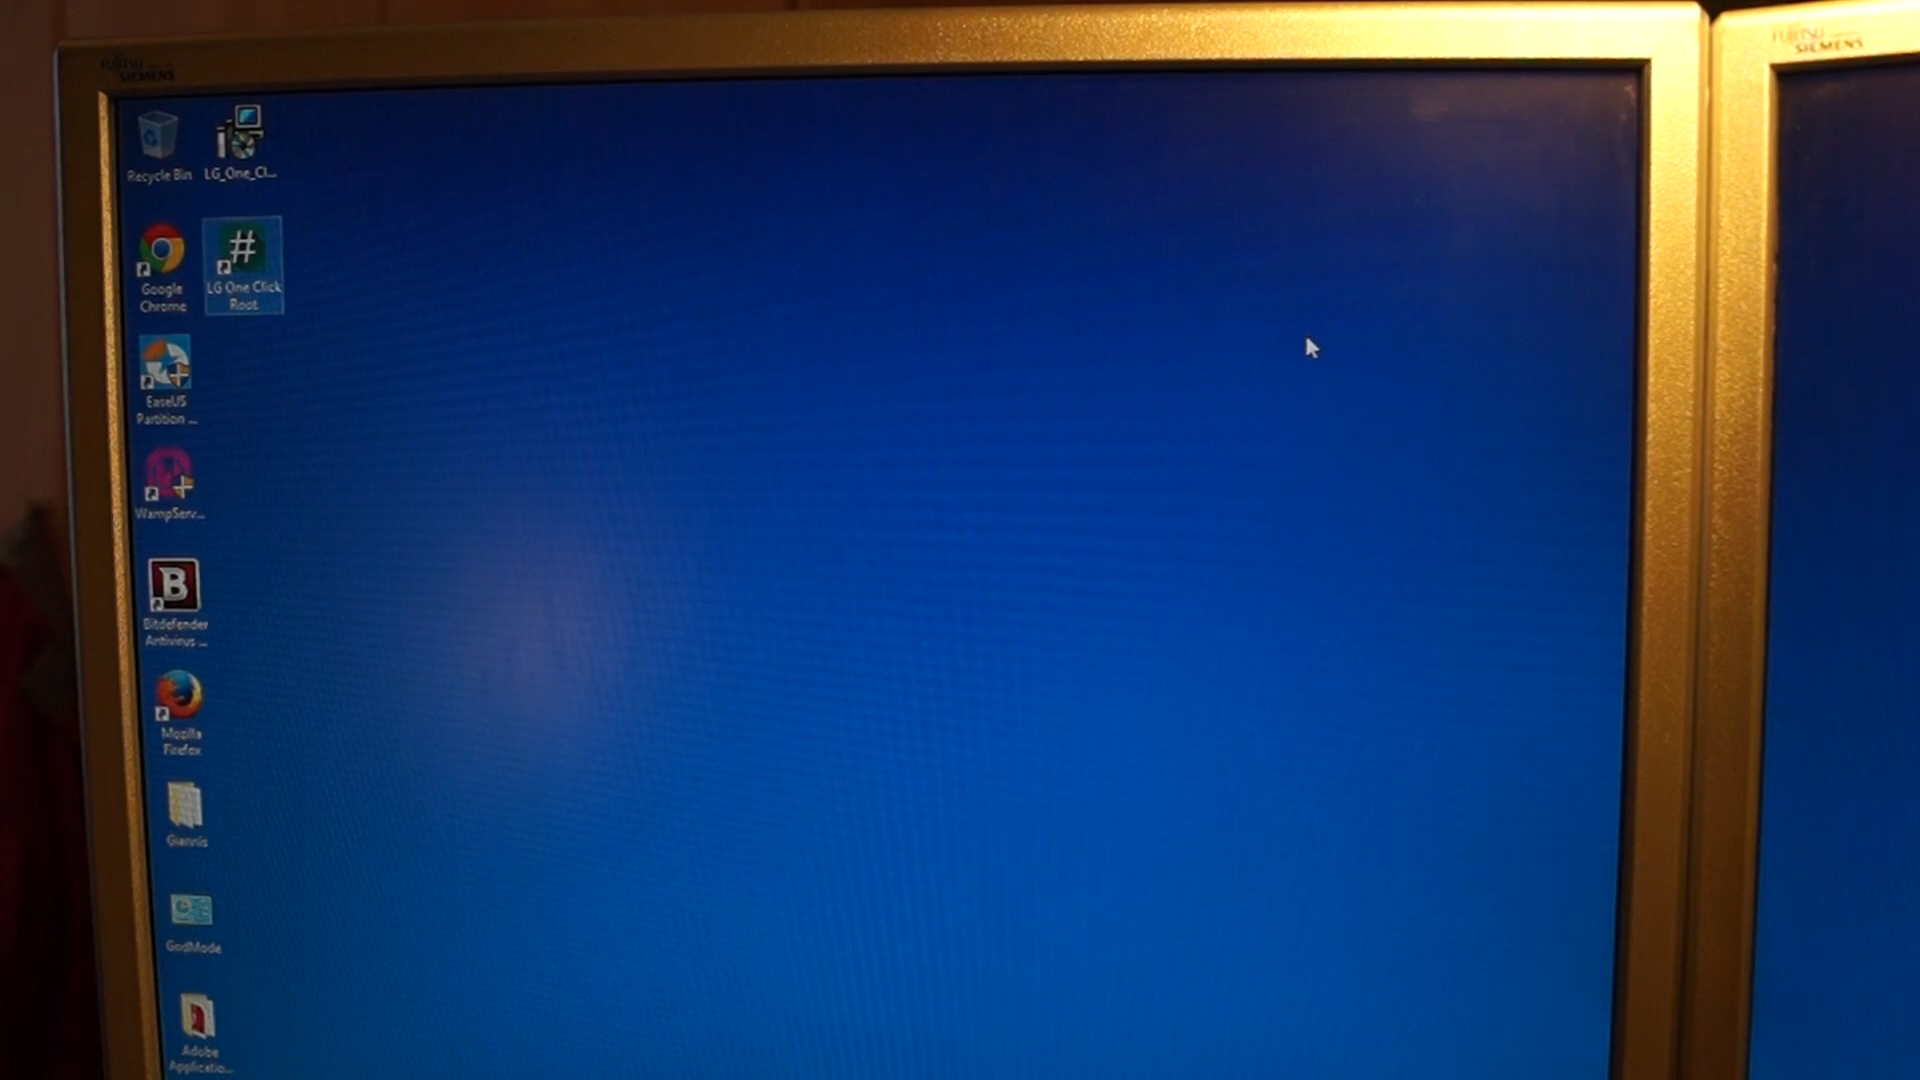 FUJITSU
SIEMENS
FUJITSU
SIEMENS
Recycle Bin
LG_One_Cl...
Google
Chrome
#
LG One Click
Root
EaseUS
Partition ...
WampServ...
B
Bitdefender
Antivirus ...
Mozilla
Firefox
Giannis
GodMode
Adobe
Applicatio...